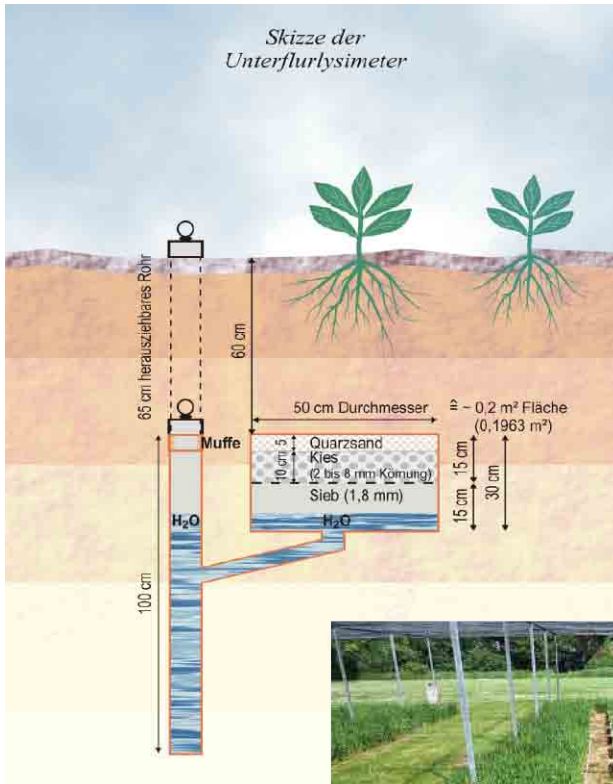 Skizze der
Unterflurlysimeter
65 cm herausziehbares Rohr
60 cm
50 cm Durchmesser
≙ ~ 0,2 m² Fläche
(0,1963 m²)
Muffe
5
10 cm
Quarzsand
Kies
(2 bis 8 mm Körnung)
Sieb (1,8 mm)
15 cm
15 cm
30 cm
H₂O
H₂O
100 cm